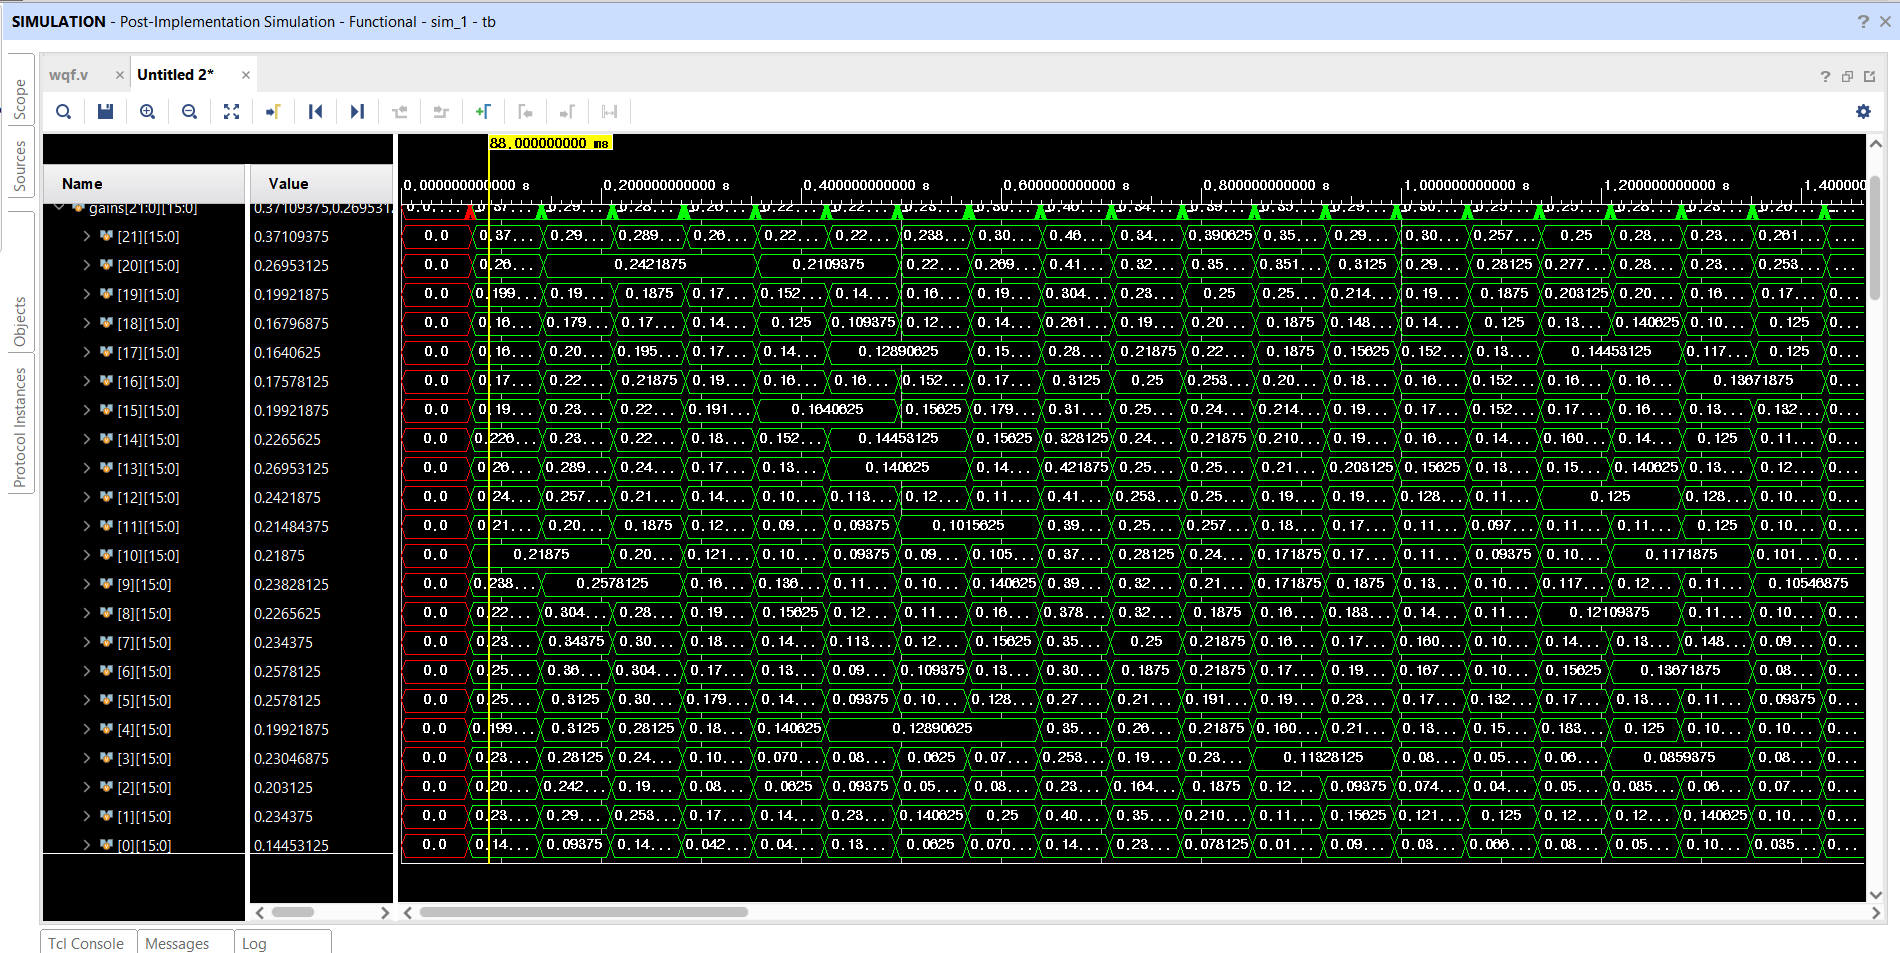 SIMULATION - Post-Implementation Simulation - Functional - sim_1 - tb
wqf.v Untitled 2*
Scope
Sources
Objects
Protocol Instances
88.000000000 ms
Name Value
0.000000000000 s 0.200000000000 s 0.400000000000 s 0.600000000000 s 0.800000000000 s 1.000000000000 s 1.200000000000 s 1.400000
gains[21:0][15:0] 0.37109375,0.269531
[21][15:0] 0.37109375 0.0 0.37... 0.29... 0.289... 0.26... 0.22... 0.22... 0.238... 0.30... 0.46... 0.34... 0.390625 0.35... 0.29... 0.30... 0.257... 0.25 0.28... 0.23... 0.261...
[20][15:0] 0.26953125 0.0 0.26... 0.2421875 0.2109375 0.22... 0.269... 0.41... 0.32... 0.35... 0.351... 0.3125 0.29... 0.28125 0.277... 0.28... 0.23... 0.253... 0...
[19][15:0] 0.19921875 0.0 0.199... 0.19... 0.1875 0.17... 0.152... 0.14... 0.16... 0.19... 0.304... 0.23... 0.25 0.25... 0.214... 0.19... 0.1875 0.203125 0.20... 0.16... 0.17... 0...
[18][15:0] 0.16796875 0.0 0.16... 0.179... 0.17... 0.14... 0.125 0.109375 0.12... 0.14... 0.261... 0.19... 0.20... 0.1875 0.148... 0.14... 0.125 0.13... 0.140625 0.10... 0.125 0...
[17][15:0] 0.1640625 0.0 0.16... 0.20... 0.195... 0.17... 0.14... 0.12890625 0.15... 0.28... 0.21875 0.22... 0.1875 0.15625 0.152... 0.13... 0.14453125 0.117... 0.125 0...
[16][15:0] 0.17578125 0.0 0.17... 0.22... 0.21875 0.19... 0.16... 0.16... 0.152... 0.17... 0.3125 0.25 0.253... 0.20... 0.18... 0.16... 0.152... 0.16... 0.16... 0.13671875 0...
[15][15:0] 0.19921875 0.0 0.19... 0.23... 0.22... 0.191... 0.1640625 0.15625 0.179... 0.31... 0.25... 0.24... 0.214... 0.19... 0.17... 0.152... 0.17... 0.16... 0.13... 0.132... 0...
[14][15:0] 0.2265625 0.0 0.226... 0.23... 0.22... 0.18... 0.152... 0.14453125 0.15625 0.328125 0.24... 0.21875 0.210... 0.19... 0.16... 0.14... 0.160... 0.14... 0.125 0.11... 0...
[13][15:0] 0.26953125 0.0 0.26... 0.289... 0.24... 0.17... 0.13... 0.140625 0.14... 0.421875 0.25... 0.25... 0.21... 0.203125 0.15625 0.13... 0.15... 0.140625 0.13... 0.12... 0...
[12][15:0] 0.2421875 0.0 0.24... 0.257... 0.21... 0.14... 0.10... 0.113... 0.12... 0.11... 0.41... 0.253... 0.25... 0.19... 0.19... 0.128... 0.11... 0.125 0.128... 0.10... 0...
[11][15:0] 0.21484375 0.0 0.21... 0.20... 0.1875 0.12... 0.09... 0.09375 0.1015625 0.39... 0.25... 0.257... 0.18... 0.17... 0.11... 0.097... 0.11... 0.11... 0.125 0.10... 0...
[10][15:0] 0.21875 0.0 0.21875 0.20... 0.121... 0.10... 0.09375 0.09... 0.105... 0.37... 0.28125 0.24... 0.171875 0.17... 0.11... 0.09375 0.10... 0.1171875 0.101... 0...
[9][15:0] 0.23828125 0.0 0.238... 0.2578125 0.16... 0.136... 0.11... 0.10... 0.140625 0.39... 0.32... 0.21... 0.171875 0.1875 0.13... 0.10... 0.117... 0.12... 0.11... 0.10546875
[8][15:0] 0.2265625 0.0 0.22... 0.304... 0.28... 0.19... 0.15625 0.12... 0.11... 0.16... 0.378... 0.32... 0.1875 0.16... 0.183... 0.14... 0.11... 0.12109375 0.11... 0.10... 0...
[7][15:0] 0.234375 0.0 0.23... 0.34375 0.30... 0.18... 0.14... 0.113... 0.12... 0.15625 0.35... 0.25 0.21875 0.16... 0.17... 0.160... 0.10... 0.14... 0.13... 0.148... 0.09... 0...
[6][15:0] 0.2578125 0.0 0.25... 0.36... 0.304... 0.17... 0.13... 0.09... 0.109375 0.13... 0.30... 0.1875 0.21875 0.17... 0.19... 0.167... 0.10... 0.15625 0.13671875 0.08... 0...
[5][15:0] 0.2578125 0.0 0.25... 0.3125 0.30... 0.179... 0.14... 0.09375 0.10... 0.128... 0.27... 0.21... 0.191... 0.19... 0.23... 0.17... 0.132... 0.17... 0.13... 0.11... 0.09375 0...
[4][15:0] 0.19921875 0.0 0.199... 0.3125 0.28125 0.18... 0.140625 0.12890625 0.35... 0.26... 0.21875 0.160... 0.21... 0.13... 0.15... 0.183... 0.125 0.10... 0.10... 0...
[3][15:0] 0.23046875 0.0 0.23... 0.28125 0.24... 0.10... 0.070... 0.08... 0.0625 0.07... 0.253... 0.19... 0.23... 0.11328125 0.08... 0.05... 0.06... 0.0859375 0.08... 0...
[2][15:0] 0.203125 0.0 0.20... 0.242... 0.19... 0.08... 0.0625 0.09375 0.05... 0.08... 0.23... 0.164... 0.1875 0.12... 0.09375 0.074... 0.04... 0.05... 0.085... 0.06... 0.07... 0...
[1][15:0] 0.234375 0.0 0.23... 0.29... 0.253... 0.17... 0.14... 0.23... 0.140625 0.25 0.40... 0.35... 0.210... 0.11... 0.15625 0.121... 0.125 0.12... 0.12... 0.140625 0.10... 0...
[0][15:0] 0.14453125 0.0 0.14... 0.09375 0.14... 0.042... 0.04... 0.13... 0.0625 0.070... 0.14... 0.23... 0.078125 0.01... 0.09... 0.03... 0.066... 0.08... 0.05... 0.10... 0.035... 0...
Tcl Console Messages Log